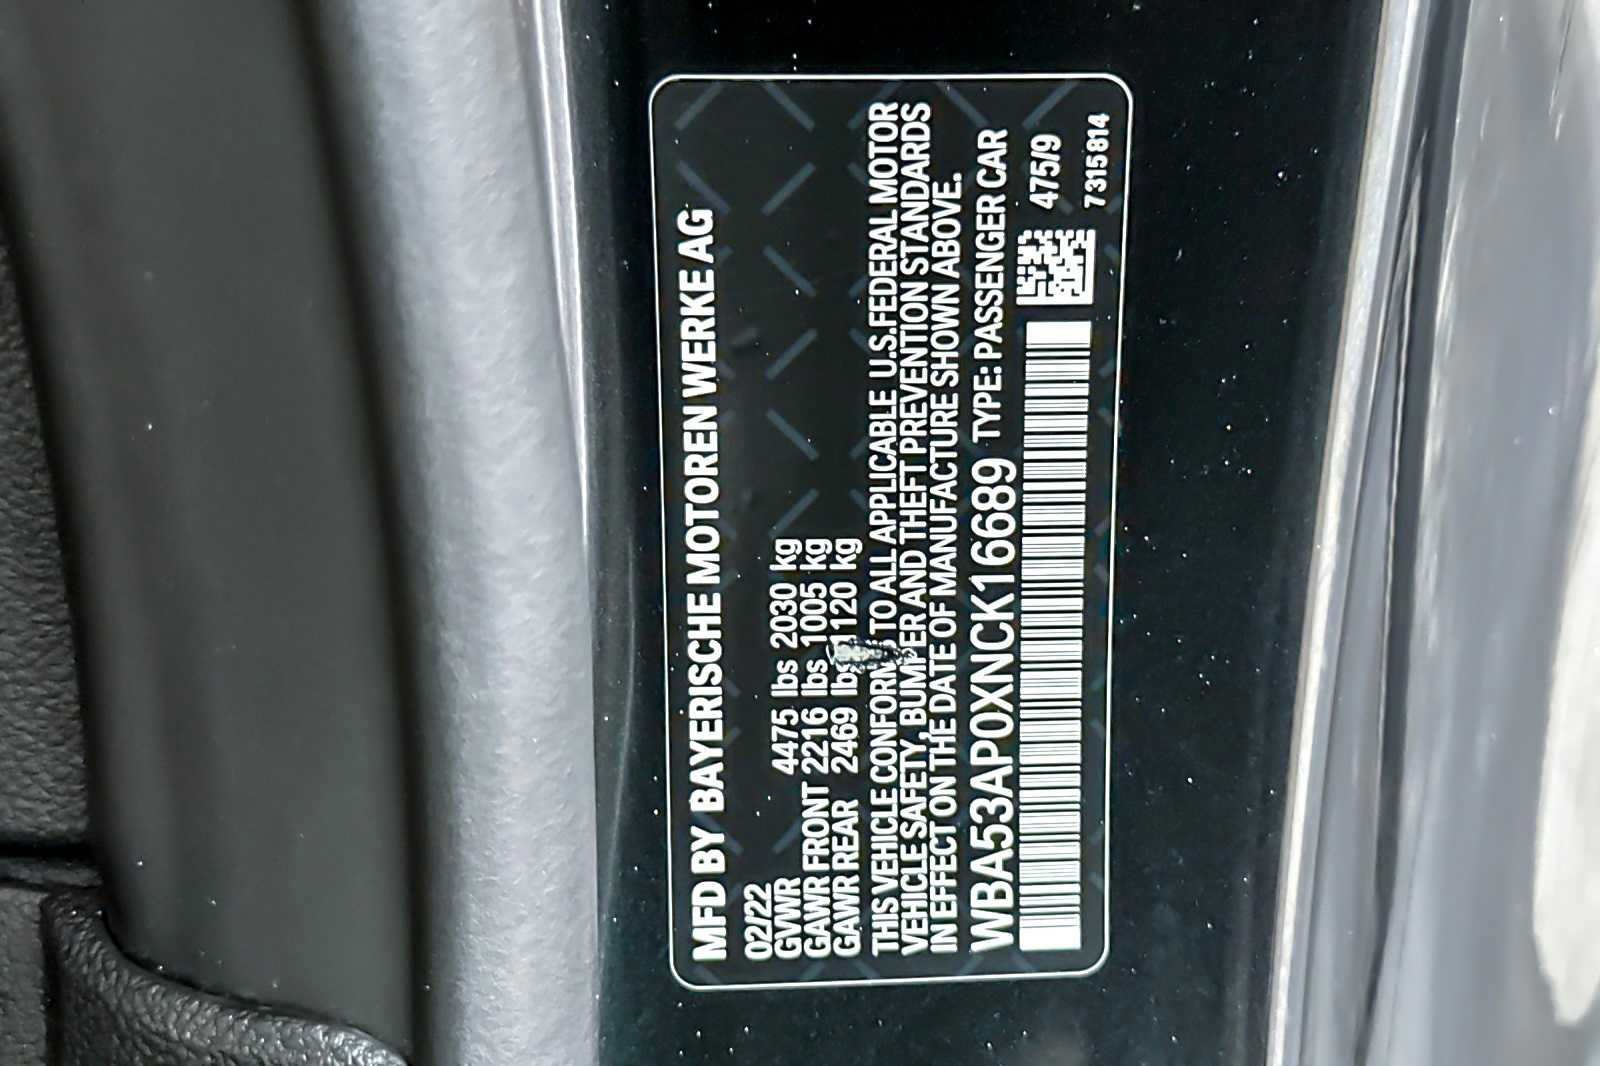 MFD BY BAYERISCHE MOTOREN WERKE AG
02/22
GVWR 4475 lbs 2030 kg
GAWR FRONT 2216 lbs 1005 kg
GAWR REAR 2469 lbs 1120 kg
THIS VEHICLE CONFORMS TO ALL APPLICABLE U.S.FEDERAL MOTOR
VEHICLE SAFETY, BUMPER AND THEFT PREVENTION STANDARDS
IN EFFECT ON THE DATE OF MANUFACTURE SHOWN ABOVE.
WBA53AP0XNCK16689 TYPE: PASSENGER CAR
475/9
7315814